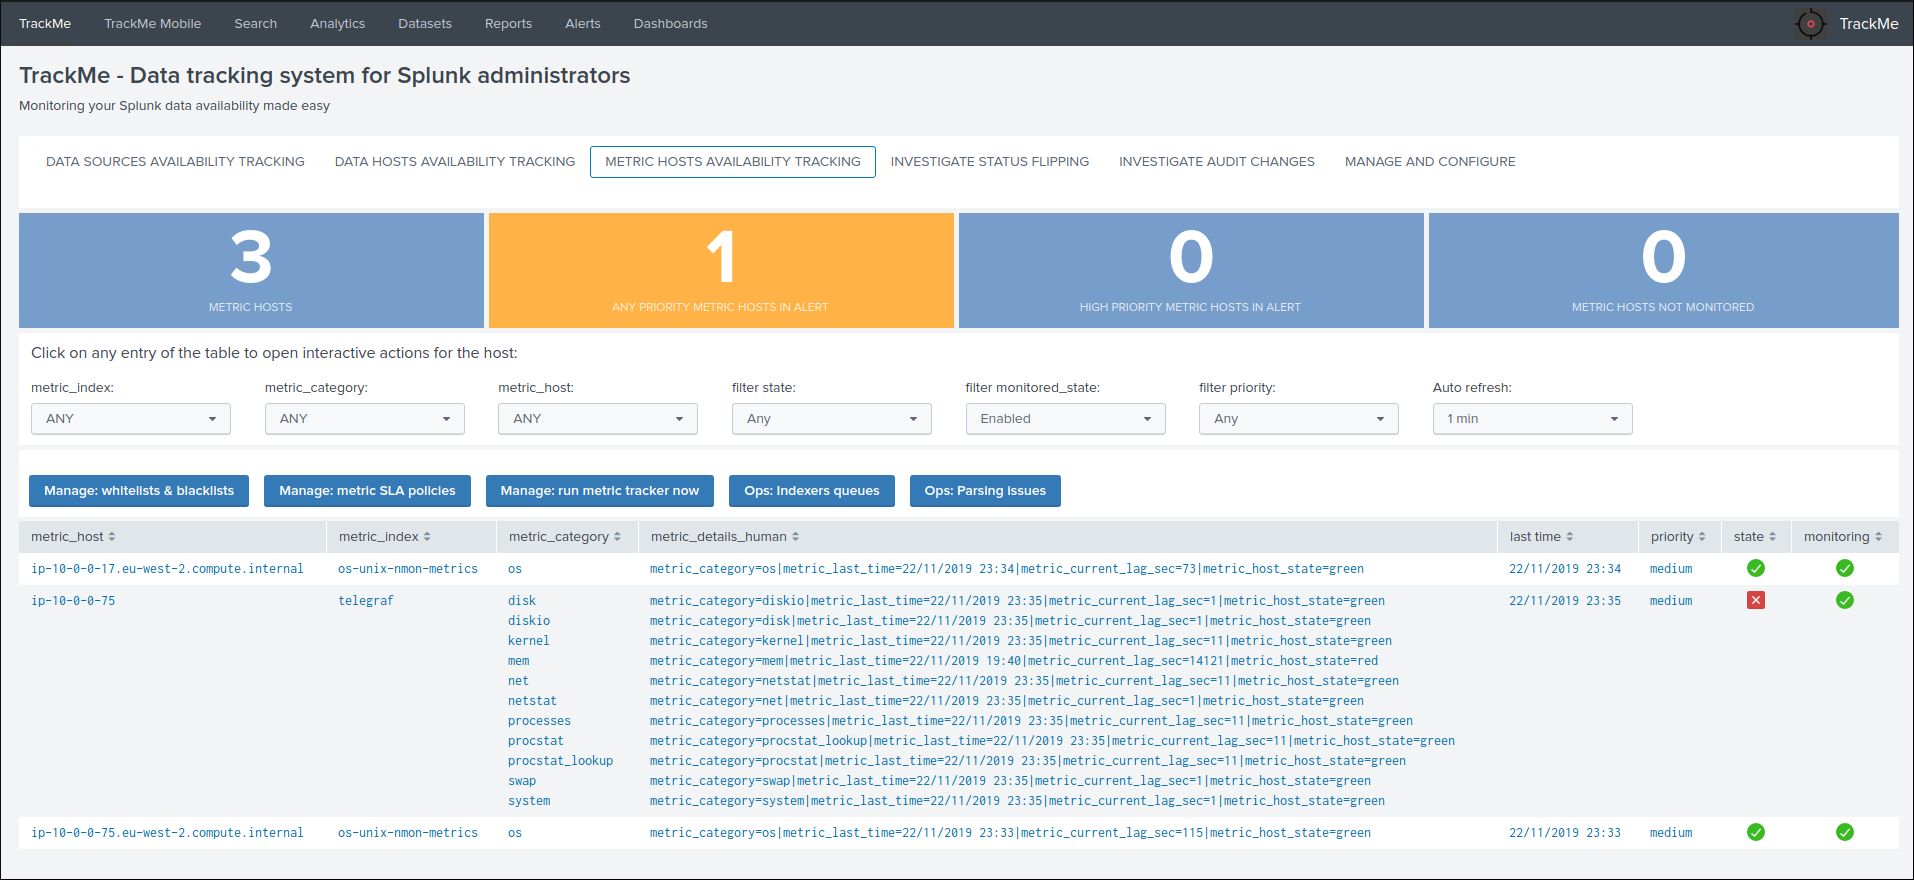 TrackMe TrackMe Mobile Search Analytics Datasets Reports Alerts Dashboards TrackMe
TrackMe - Data tracking system for Splunk administrators
Monitoring your Splunk data availability made easy
DATA SOURCES AVAILABILITY TRACKING DATA HOSTS AVAILABILITY TRACKING METRIC HOSTS AVAILABILITY TRACKING INVESTIGATE STATUS FLIPPING INVESTIGATE AUDIT CHANGES MANAGE AND CONFIGURE
3 1 0 0
METRIC HOSTS ANY PRIORITY METRIC HOSTS IN ALERT HIGH PRIORITY METRIC HOSTS IN ALERT METRIC HOSTS NOT MONITORED
Click on any entry of the table to open interactive actions for the host:
metric_index: metric_category: metric_host: filter state: filter monitored_state: filter priority: Auto refresh:
ANY ANY ANY Any Enabled Any 1 min
Manage: whitelists & blacklists Manage: metric SLA policies Manage: run metric tracker now Ops: Indexers queues Ops: Parsing issues
metric_host metric_index metric_category metric_details_human last time priority state monitoring
ip-10-0-0-17.eu-west-2.compute.internal os-unix-nmon-metrics os metric_category=os|metric_last_time=22/11/2019 23:34|metric_current_lag_sec=73|metric_host_state=green 22/11/2019 23:34 medium
ip-10-0-0-75 telegraf disk metric_category=diskio|metric_last_time=22/11/2019 23:35|metric_current_lag_sec=1|metric_host_state=green 22/11/2019 23:35 medium
diskio metric_category=disk|metric_last_time=22/11/2019 23:35|metric_current_lag_sec=1|metric_host_state=green
kernel metric_category=kernel|metric_last_time=22/11/2019 23:35|metric_current_lag_sec=11|metric_host_state=green
mem metric_category=mem|metric_last_time=22/11/2019 19:40|metric_current_lag_sec=14121|metric_host_state=red
net metric_category=netstat|metric_last_time=22/11/2019 23:35|metric_current_lag_sec=11|metric_host_state=green
netstat metric_category=net|metric_last_time=22/11/2019 23:35|metric_current_lag_sec=1|metric_host_state=green
processes metric_category=processes|metric_last_time=22/11/2019 23:35|metric_current_lag_sec=11|metric_host_state=green
procstat metric_category=procstat_lookup|metric_last_time=22/11/2019 23:35|metric_current_lag_sec=11|metric_host_state=green
procstat_lookup metric_category=procstat|metric_last_time=22/11/2019 23:35|metric_current_lag_sec=11|metric_host_state=green
swap metric_category=swap|metric_last_time=22/11/2019 23:35|metric_current_lag_sec=1|metric_host_state=green
system metric_category=system|metric_last_time=22/11/2019 23:35|metric_current_lag_sec=1|metric_host_state=green
ip-10-0-0-75.eu-west-2.compute.internal os-unix-nmon-metrics os metric_category=os|metric_last_time=22/11/2019 23:33|metric_current_lag_sec=115|metric_host_state=green 22/11/2019 23:33 medium